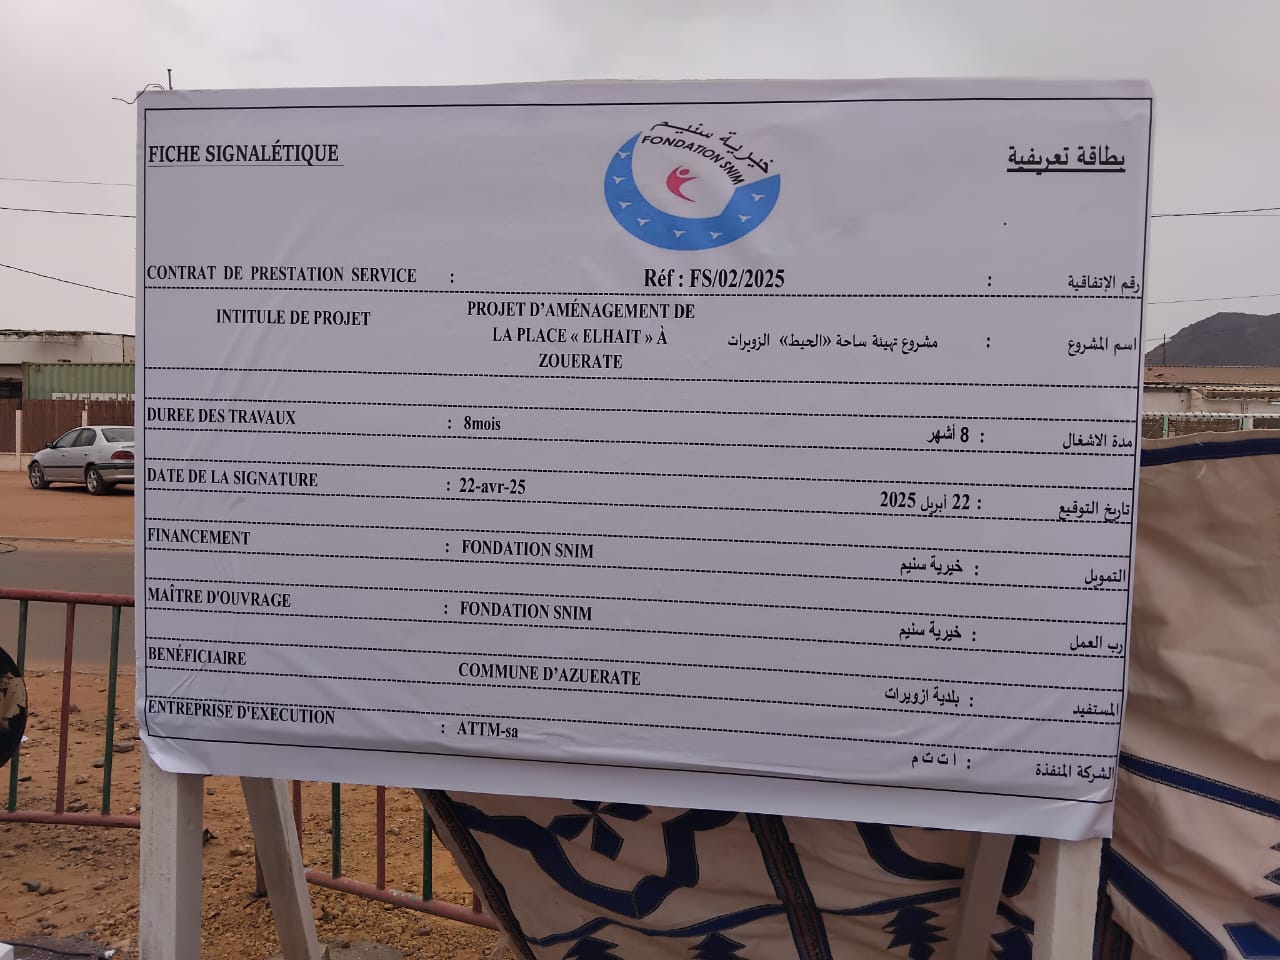 FICHE SIGNALÉTIQUE
خيرية سنيم
FONDATION SNIM
بطاقة تعريفية
CONTRAT DE PRESTATION SERVICE :
Réf : FS/02/2025
رقم الإتفاقية :
INTITULE DE PROJET
PROJET D'AMÉNAGEMENT DE
LA PLACE « ELHAIT » À
ZOUERATE
اسم المشروع : مشروع تهيئة ساحة «الحيط» الزويرات
DUREE DES TRAVAUX : 8mois
مدة الاشغال : 8 أشهر
DATE DE LA SIGNATURE : 22-avr-25
تاريخ التوقيع : 22 أبريل 2025
FINANCEMENT : FONDATION SNIM
التمويل : خيرية سنيم
MAÎTRE D'OUVRAGE : FONDATION SNIM
رب العمل : خيرية سنيم
BENÉFICIAIRE COMMUNE D'AZUERATE
المستفيد : بلدية ازويرات
ENTREPRISE D'EXECUTION : ATTM-sa
الشركة المنفذة : ا ت ت م